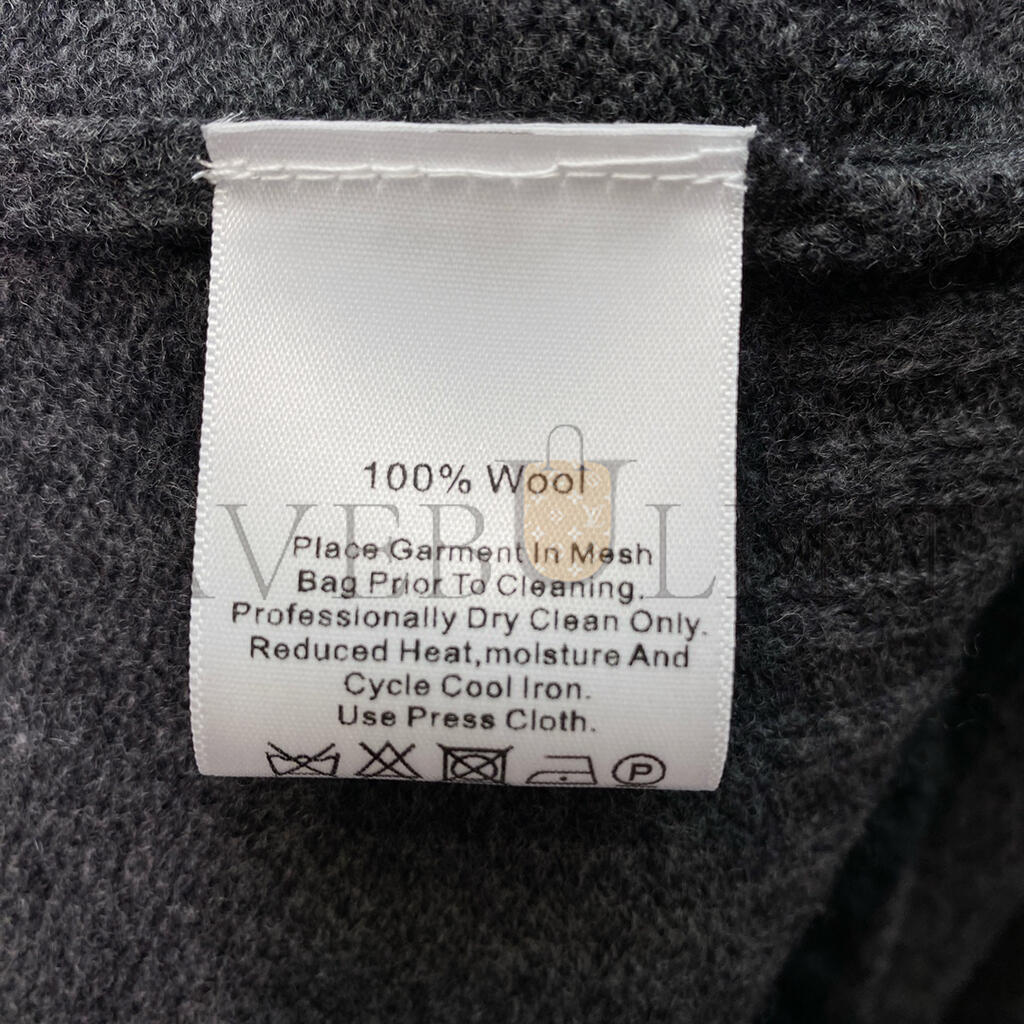 100% Wool
Place Garment In Mesh
Bag Prior To Cleaning.
Professionally Dry Clean Only.
Reduced Heat,moisture And
Cycle Cool Iron.
Use Press Cloth.
P